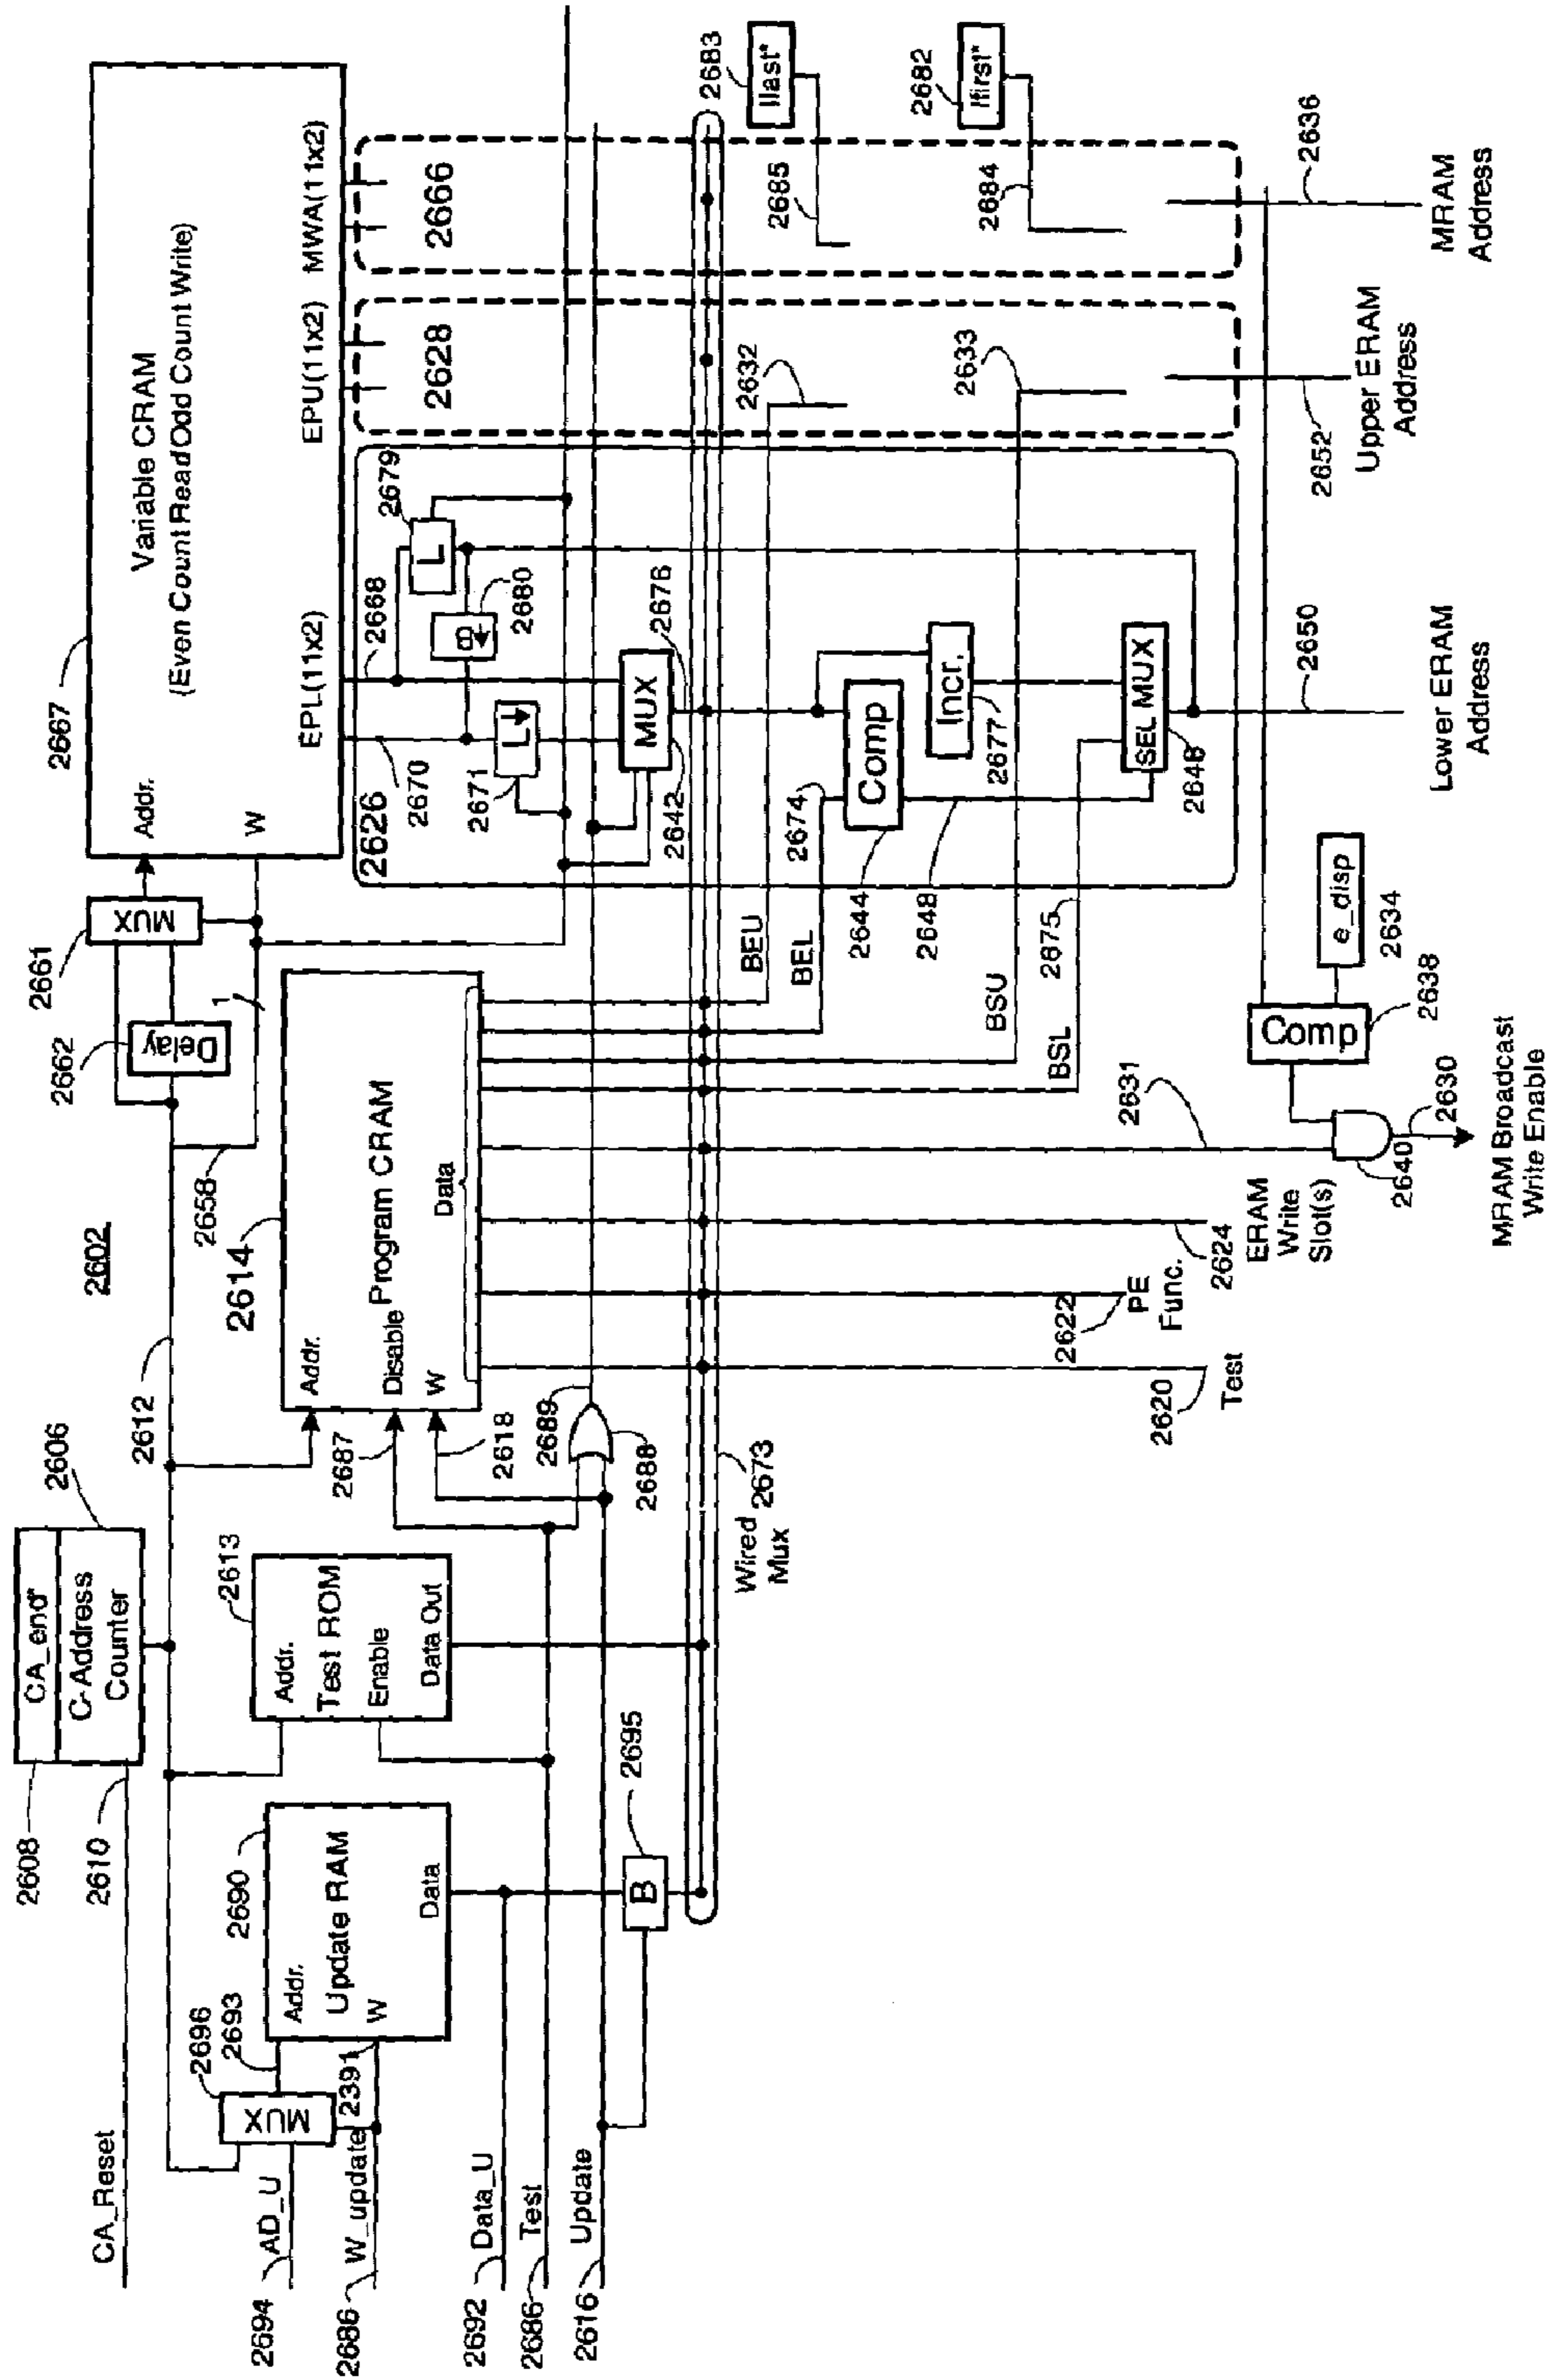 2602
CA_Reset
2608
2610
CA_end*
C-Address
Counter
2606
2612
2694
AD_U
2686
W_update
2696
2693
MUX
2391
2690
Addr.
Update RAM
W
Data
2692
Data_U
2686
Test
2616
Update
B
2695
2613
Addr.
Test ROM
Enable
Data Out
2687
2618
2689
2688
Wired
Mux
2673
2614
Addr.
Disable
Program CRAM
W
Data
2658
2662
Delay
2661
MUX
1
2667
Addr.
W
Variable CRAM
(Even Count Read Odd Count Write)
EPL(11x2)
EPU(11x2)
MWA(11x2)
2626
2670
2668
2671
L
L
2679
B
2680
MUX
2642
2676
2628
2666
2632
2633
2683
Ilast*
2685
2682
Ifirst*
2684
BEU
BEL
BSU
BSL
2674
Comp
2644
2648
2675
Incr.
2677
SEL MUX
2646
2650
Lower ERAM
Address
2652
Upper ERAM
Address
2636
MRAM
Address
e_disp
2634
Comp
2638
2631
2640
2630
MRAM Broadcast
Write Enable
2624
ERAM
Write
Slot(s)
2622
PE
Func.
2620
Test